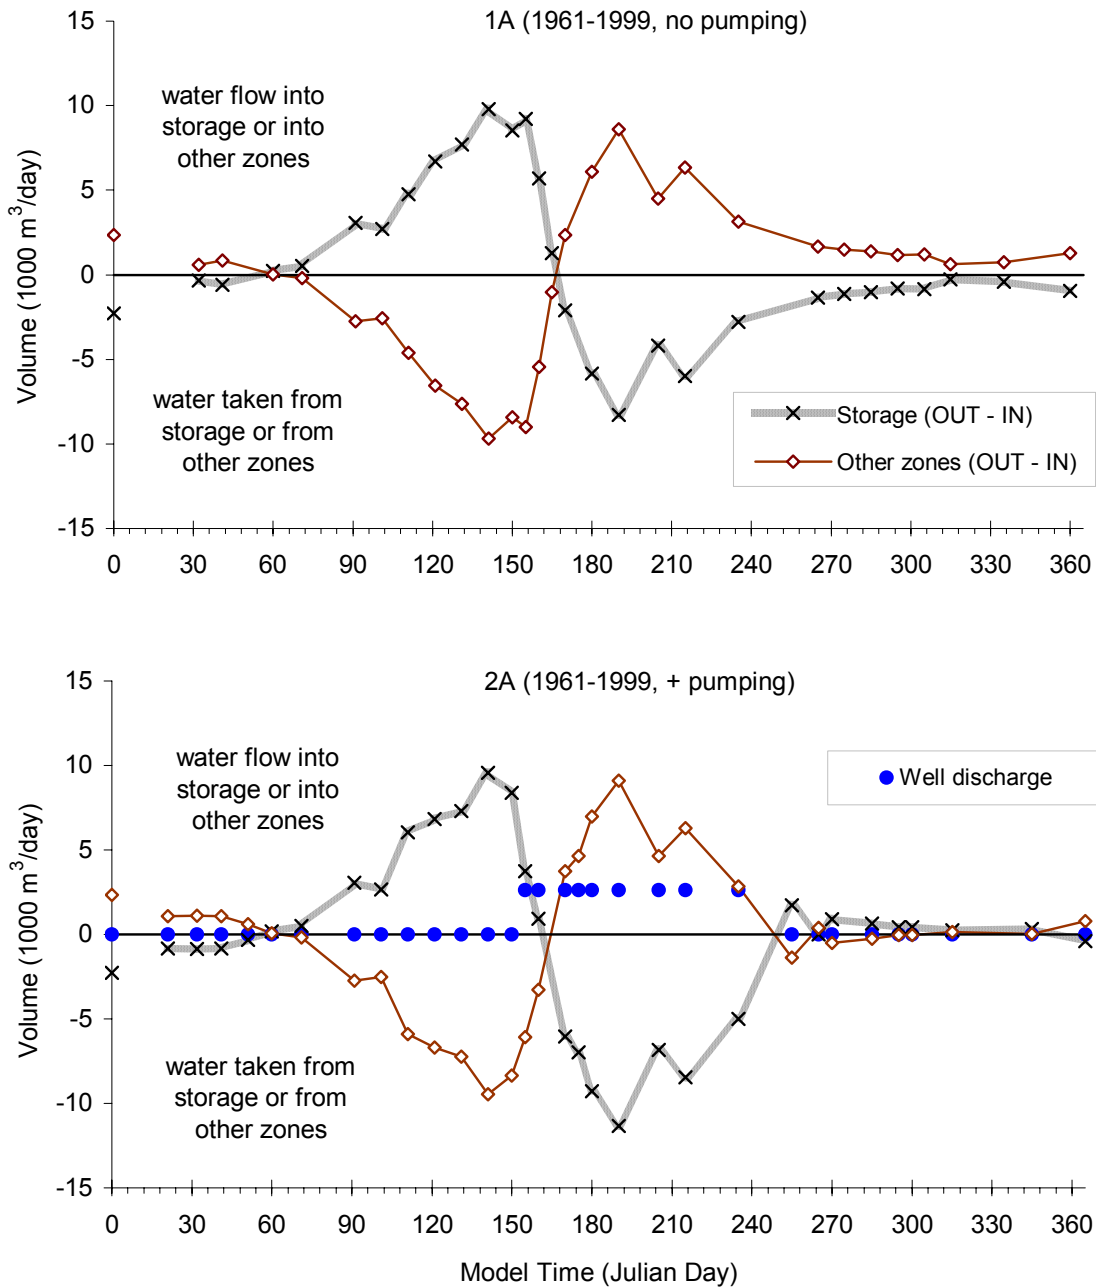 1A (1961-1999, no pumping)
water flow into
storage or into
other zones
water taken from
storage or from
other zones
Volume (1000 m³/day)
15
10
5
0
-5
-10
-15
Storage (OUT - IN)
Other zones (OUT - IN)
0 30 60 90 120 150 180 210 240 270 300 330 360
2A (1961-1999, + pumping)
water flow into
storage or into
other zones
water taken from
storage or from
other zones
Volume (1000 m³/day)
15
10
5
0
-5
-10
-15
Well discharge
0 30 60 90 120 150 180 210 240 270 300 330 360
Model Time (Julian Day)